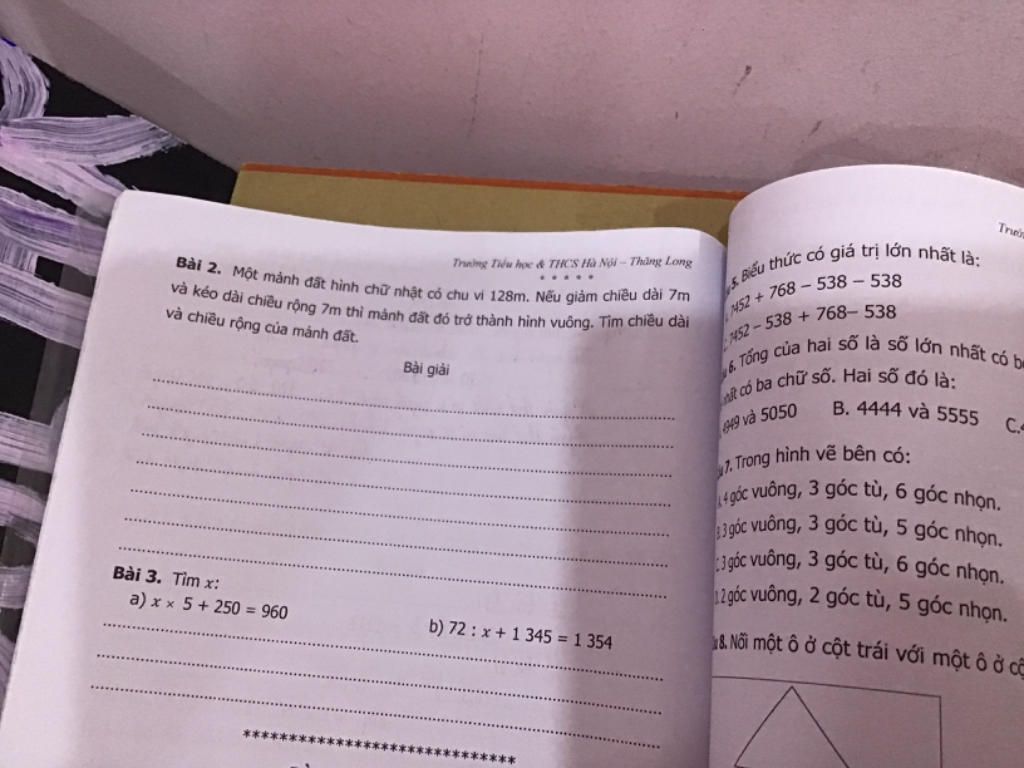 Trường Tiểu học & THCS Hà Nội – Thăng Long
* * * * *
Bài 2. Một mảnh đất hình chữ nhật có chu vi 128m. Nếu giảm chiều dài 7m
và kéo dài chiều rộng 7m thì mảnh đất đó trở thành hình vuông. Tìm chiều dài
và chiều rộng của mảnh đất.
Bài giải
Bài 3. Tìm x:
a) x × 5 + 250 = 960
b) 72 : x + 1 345 = 1 354
******************************
5. Biểu thức có giá trị lớn nhất là:
7452 + 768 – 538 – 538
7452 – 538 + 768– 538
6. Tổng của hai số là số lớn nhất có
có ba chữ số. Hai số đó là:
4949 và 5050 B. 4444 và 5555 C.
7. Trong hình vẽ bên có:
A. 4 góc vuông, 3 góc tù, 6 góc nhọn.
B. 3 góc vuông, 3 góc tù, 5 góc nhọn.
C. 3 góc vuông, 3 góc tù, 6 góc nhọn.
D. 2 góc vuông, 2 góc tù, 5 góc nhọn.
8. Nối một ô ở cột trái với một ô ở